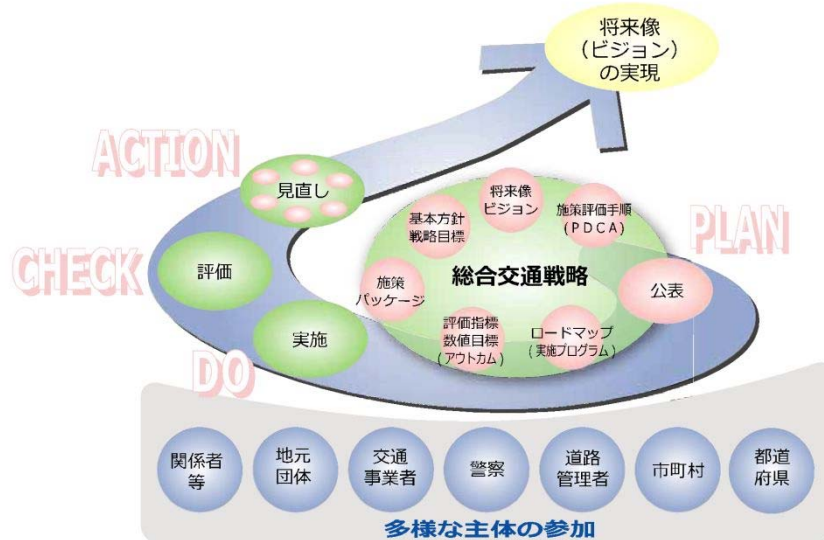 将来像
（ビジョン）
の実現
ACTION
見直し
将来像
ビジョン
基本方針
戦略目標
施策評価手順
(ＰＤＣＡ)
PLAN
CHECK
評価
施策
パッケージ
総合交通戦略
公表
実施
評価指標
数値目標
(アウトカム)
ロードマップ
(実施プログラム)
DO
関係者
等
地元
団体
交通
事業者
警察
道路
管理者
市町村
都道
府県
多様な主体の参加